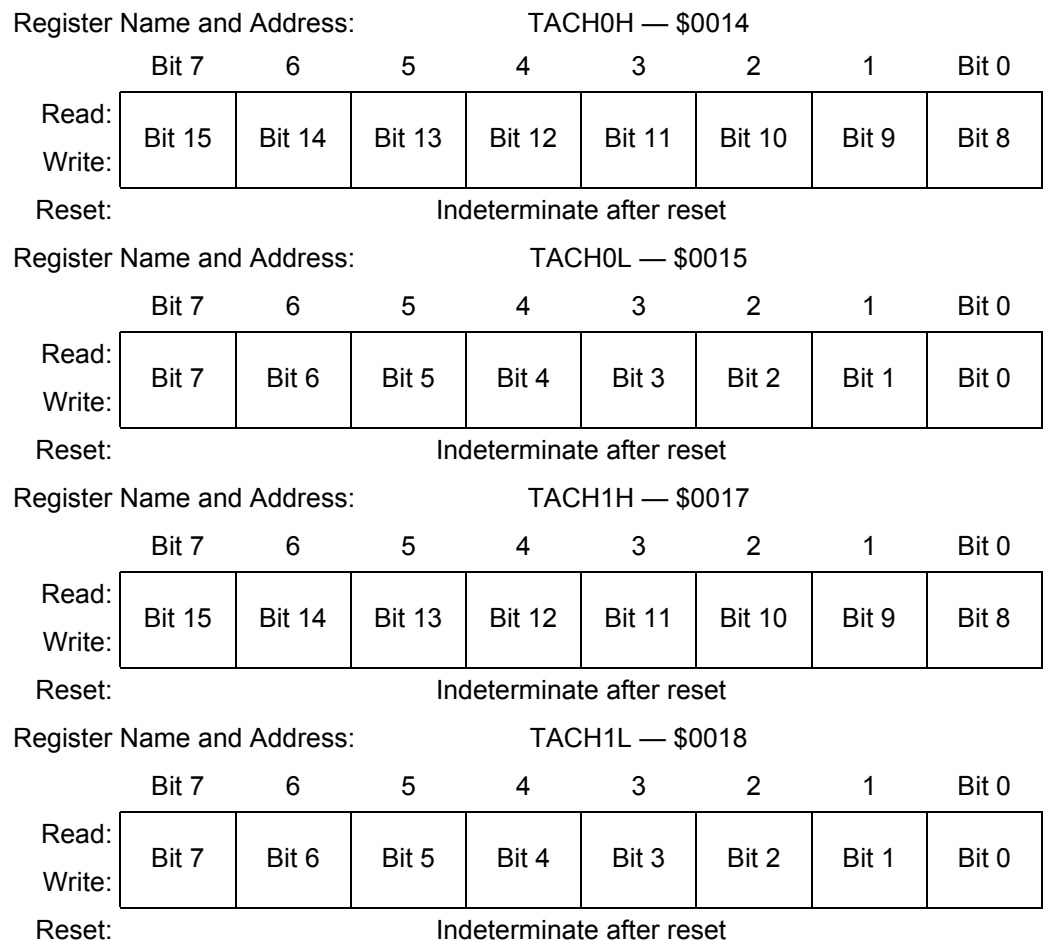 Register Name and Address: TACH0H — $0014
Bit 7 6 5 4 3 2 1 Bit 0
Read:
Bit 15 Bit 14 Bit 13 Bit 12 Bit 11 Bit 10 Bit 9 Bit 8
Write:
Reset: Indeterminate after reset
Register Name and Address: TACH0L — $0015
Bit 7 6 5 4 3 2 1 Bit 0
Read:
Bit 7 Bit 6 Bit 5 Bit 4 Bit 3 Bit 2 Bit 1 Bit 0
Write:
Reset: Indeterminate after reset
Register Name and Address: TACH1H — $0017
Bit 7 6 5 4 3 2 1 Bit 0
Read:
Bit 15 Bit 14 Bit 13 Bit 12 Bit 11 Bit 10 Bit 9 Bit 8
Write:
Reset: Indeterminate after reset
Register Name and Address: TACH1L — $0018
Bit 7 6 5 4 3 2 1 Bit 0
Read:
Bit 7 Bit 6 Bit 5 Bit 4 Bit 3 Bit 2 Bit 1 Bit 0
Write:
Reset: Indeterminate after reset